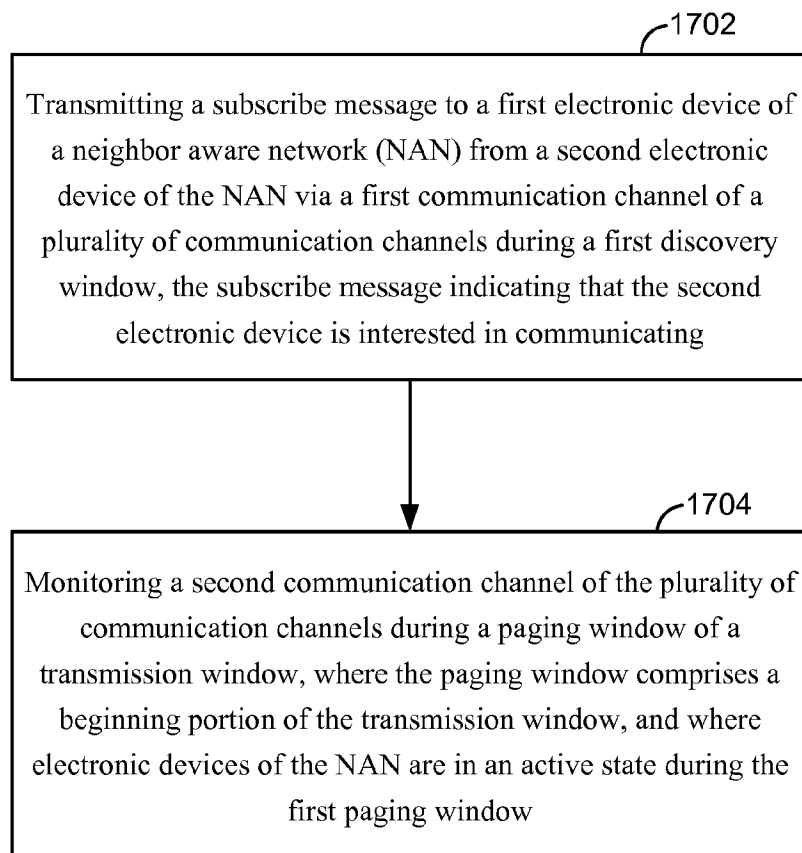 1702
Transmitting a subscribe message to a first electronic device of
a neighbor aware network (NAN) from a second electronic
device of the NAN via a first communication channel of a
plurality of communication channels during a first discovery
window, the subscribe message indicating that the second
electronic device is interested in communicating
1704
Monitoring a second communication channel of the plurality of
communication channels during a paging window of a
transmission window, where the paging window comprises a
beginning portion of the transmission window, and where
electronic devices of the NAN are in an active state during the
first paging window